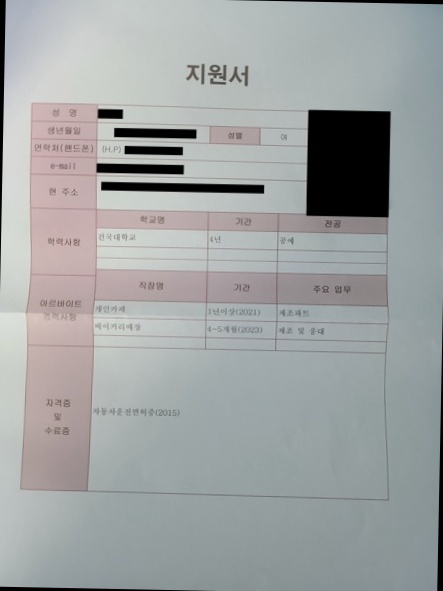 지원서
성 명
생년월일
성별 여
연락처(핸드폰) (H.P)
e-mail
현 주소
학력사항 학교명 기간 전공
건국대학교 4년 공예
아르바이트 경력사항 직장명 기간 주요 업무
개인카페 1년이상(2021) 제조파트
베이커리매장 4~5개월(2023) 제조 및 응대
자격증
및
수료증
자동차운전면허증(2015)